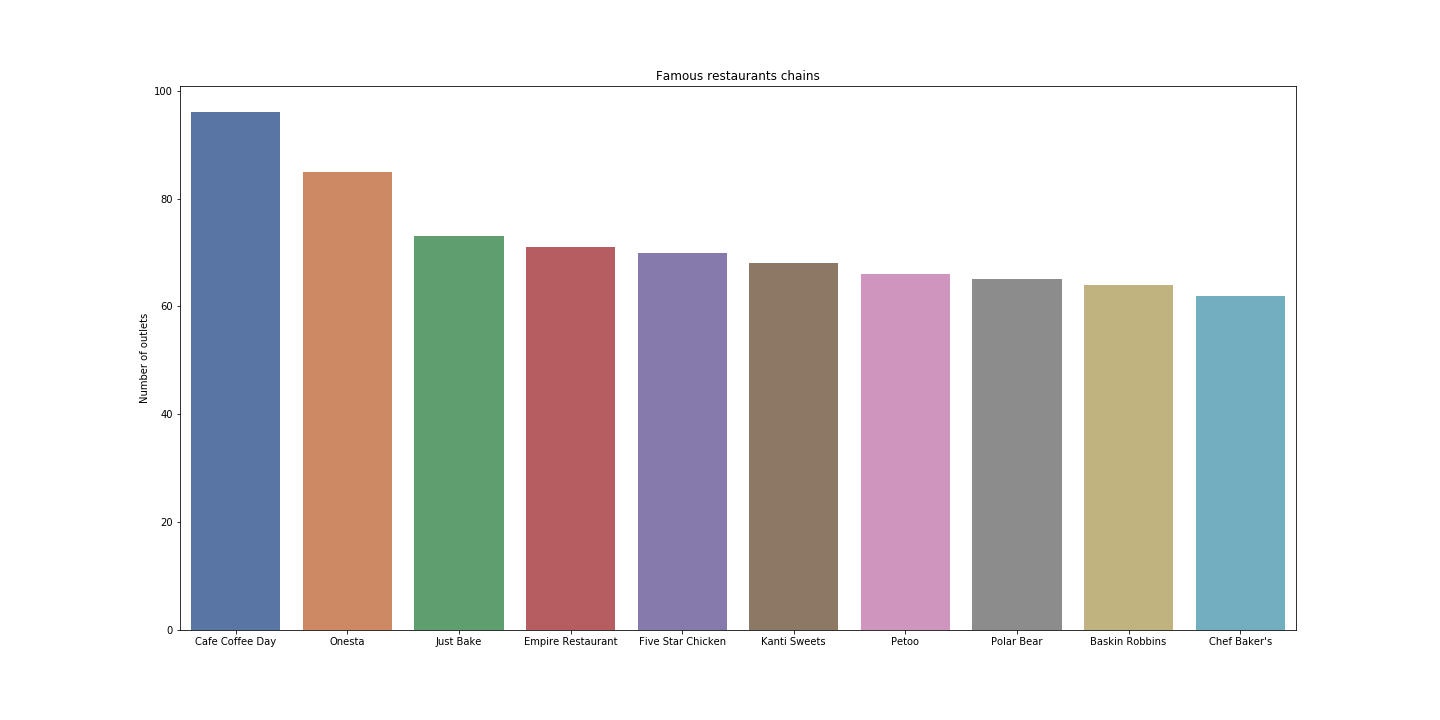 Famous restaurants chains
100
80
60
40
20
0
Number of outlets
Cafe Coffee Day
Onesta
Just Bake
Empire Restaurant
Five Star Chicken
Kanti Sweets
Petoo
Polar Bear
Baskin Robbins
Chef Baker's